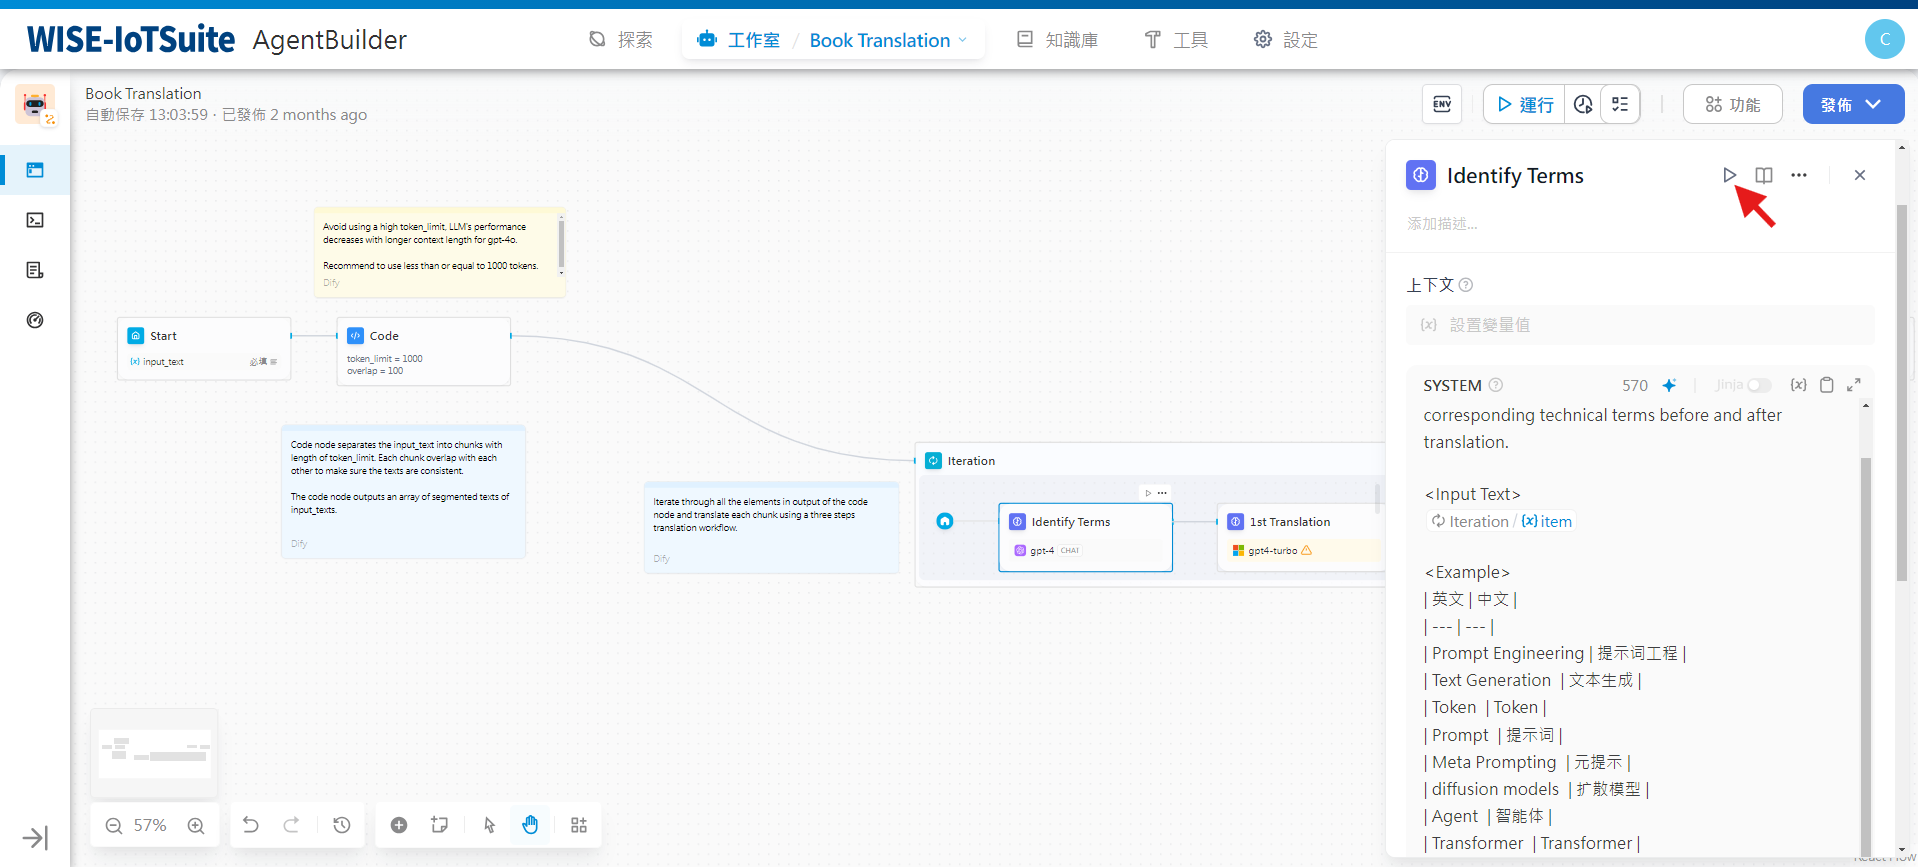 WISE-IoTSuite AgentBuilder
探索
工作室 / Book Translation
知識庫
工具
設定
C
Book Translation
自動保存 13:03:59 · 已發佈 2 months ago
ENV
運行
功能
發佈
Avoid using a high token_limit, LLM's performance
decreases with longer context length for gpt-4o.
Recommend to use less than or equal to 1000 tokens.
Dify
Start
{x} input_text 必填
Code
token_limit = 1000
overlap = 100
Code node separates the input_text into chunks with
length of token_limit. Each chunk overlap with each
other to make sure the texts are consistent.
The code node outputs an array of segmented texts of
input_texts.
Dify
Iterate through all the elements in output of the code
node and translate each chunk using a three steps
translation workflow.
Dify
Iteration
Identify Terms
gpt-4 CHAT
1st Translation
gpt4-turbo
Identify Terms
添加描述...
上下文
{x} 設置變量值
SYSTEM 570 Jinja {x}
corresponding technical terms before and after
translation.
<Input Text>
Iteration / {x} item
<Example>
| 英文 | 中文 |
| --- | --- |
| Prompt Engineering | 提示词工程 |
| Text Generation | 文本生成 |
| Token | Token |
| Prompt | 提示词 |
| Meta Prompting | 元提示 |
| diffusion models | 扩散模型 |
| Agent | 智能体 |
| Transformer | Transformer |
57%
React Flow